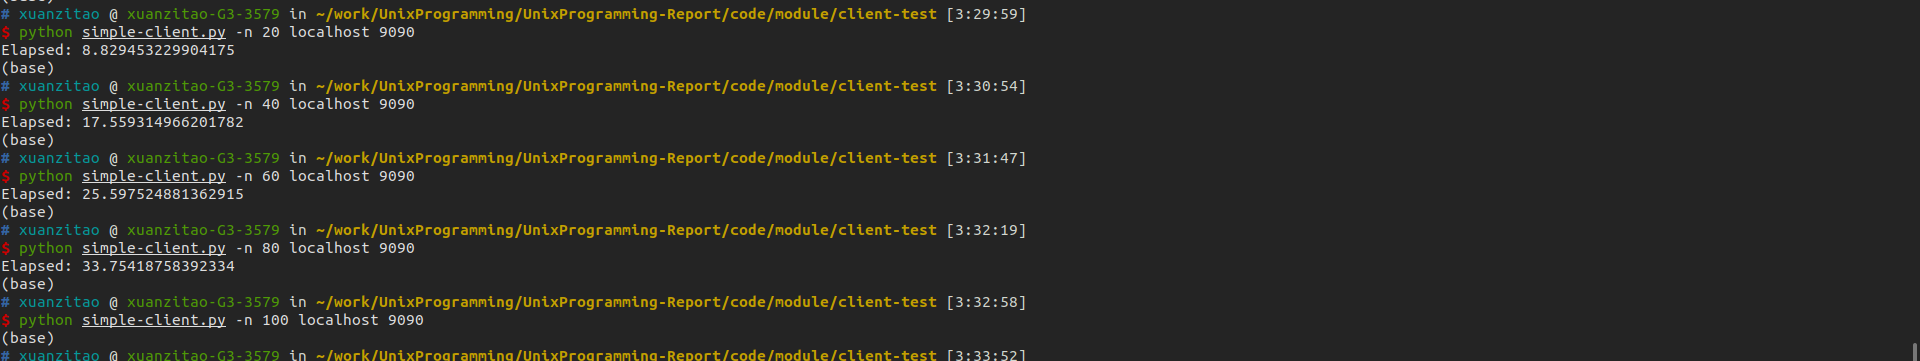 (base)
# xuanzitao @ xuanzitao-G3-3579 in ~/work/UnixProgramming/UnixProgramming-Report/code/module/client-test [3:29:59]
$ python simple-client.py -n 20 localhost 9090
Elapsed: 8.829453229904175
(base)
# xuanzitao @ xuanzitao-G3-3579 in ~/work/UnixProgramming/UnixProgramming-Report/code/module/client-test [3:30:54]
$ python simple-client.py -n 40 localhost 9090
Elapsed: 17.559314966201782
(base)
# xuanzitao @ xuanzitao-G3-3579 in ~/work/UnixProgramming/UnixProgramming-Report/code/module/client-test [3:31:47]
$ python simple-client.py -n 60 localhost 9090
Elapsed: 25.597524881362915
(base)
# xuanzitao @ xuanzitao-G3-3579 in ~/work/UnixProgramming/UnixProgramming-Report/code/module/client-test [3:32:19]
$ python simple-client.py -n 80 localhost 9090
Elapsed: 33.75418758392334
(base)
# xuanzitao @ xuanzitao-G3-3579 in ~/work/UnixProgramming/UnixProgramming-Report/code/module/client-test [3:32:58]
$ python simple-client.py -n 100 localhost 9090
(base)
# xuanzitao @ xuanzitao-G3-3579 in ~/work/UnixProgramming/UnixProgramming-Report/code/module/client-test [3:33:52]